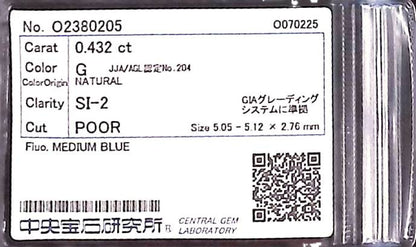 No. O2380205 O070225
Carat 0.432 ct
Color G JJA/AGL認定No.204
ColorOrigin NATURAL
Clarity SI-2 GIAグレーディング
システムに準拠
Cut POOR Size 5.05 - 5.12 × 2.76 mm
Fluo. MEDIUM BLUE
中央宝石研究所® CENTRAL GEM
LABORATORY